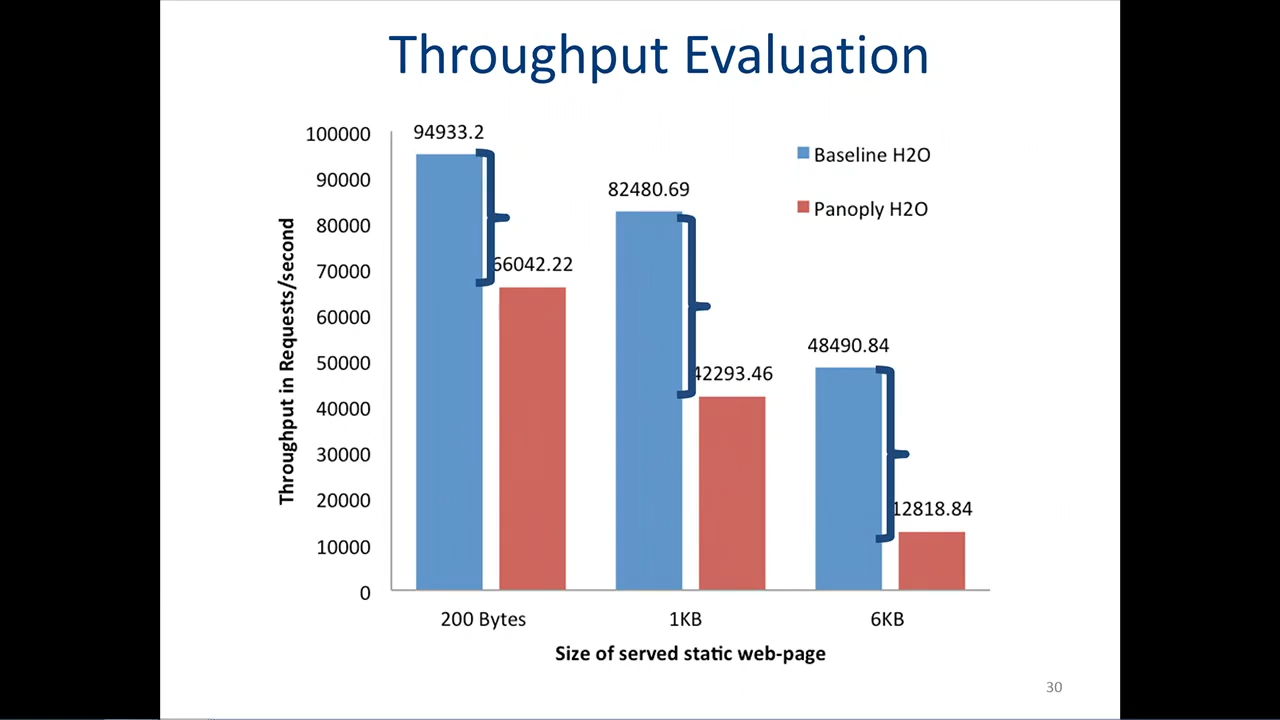 Throughput Evaluation
100000
90000
80000
70000
60000
50000
40000
30000
20000
10000
0
Throughput in Requests/second
94933.2
66042.22
82480.69
42293.46
48490.84
12818.84
Baseline H2O
Panoply H2O
200 Bytes
1KB
6KB
Size of served static web-page
30